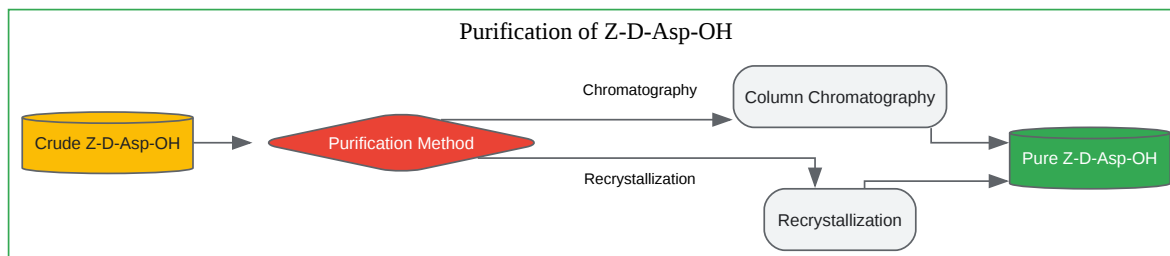 Purification of Z-D-Asp-OH
Chromatography
Column Chromatography
Crude Z-D-Asp-OH
Purification Method
Pure Z-D-Asp-OH
Recrystallization
Recrystallization